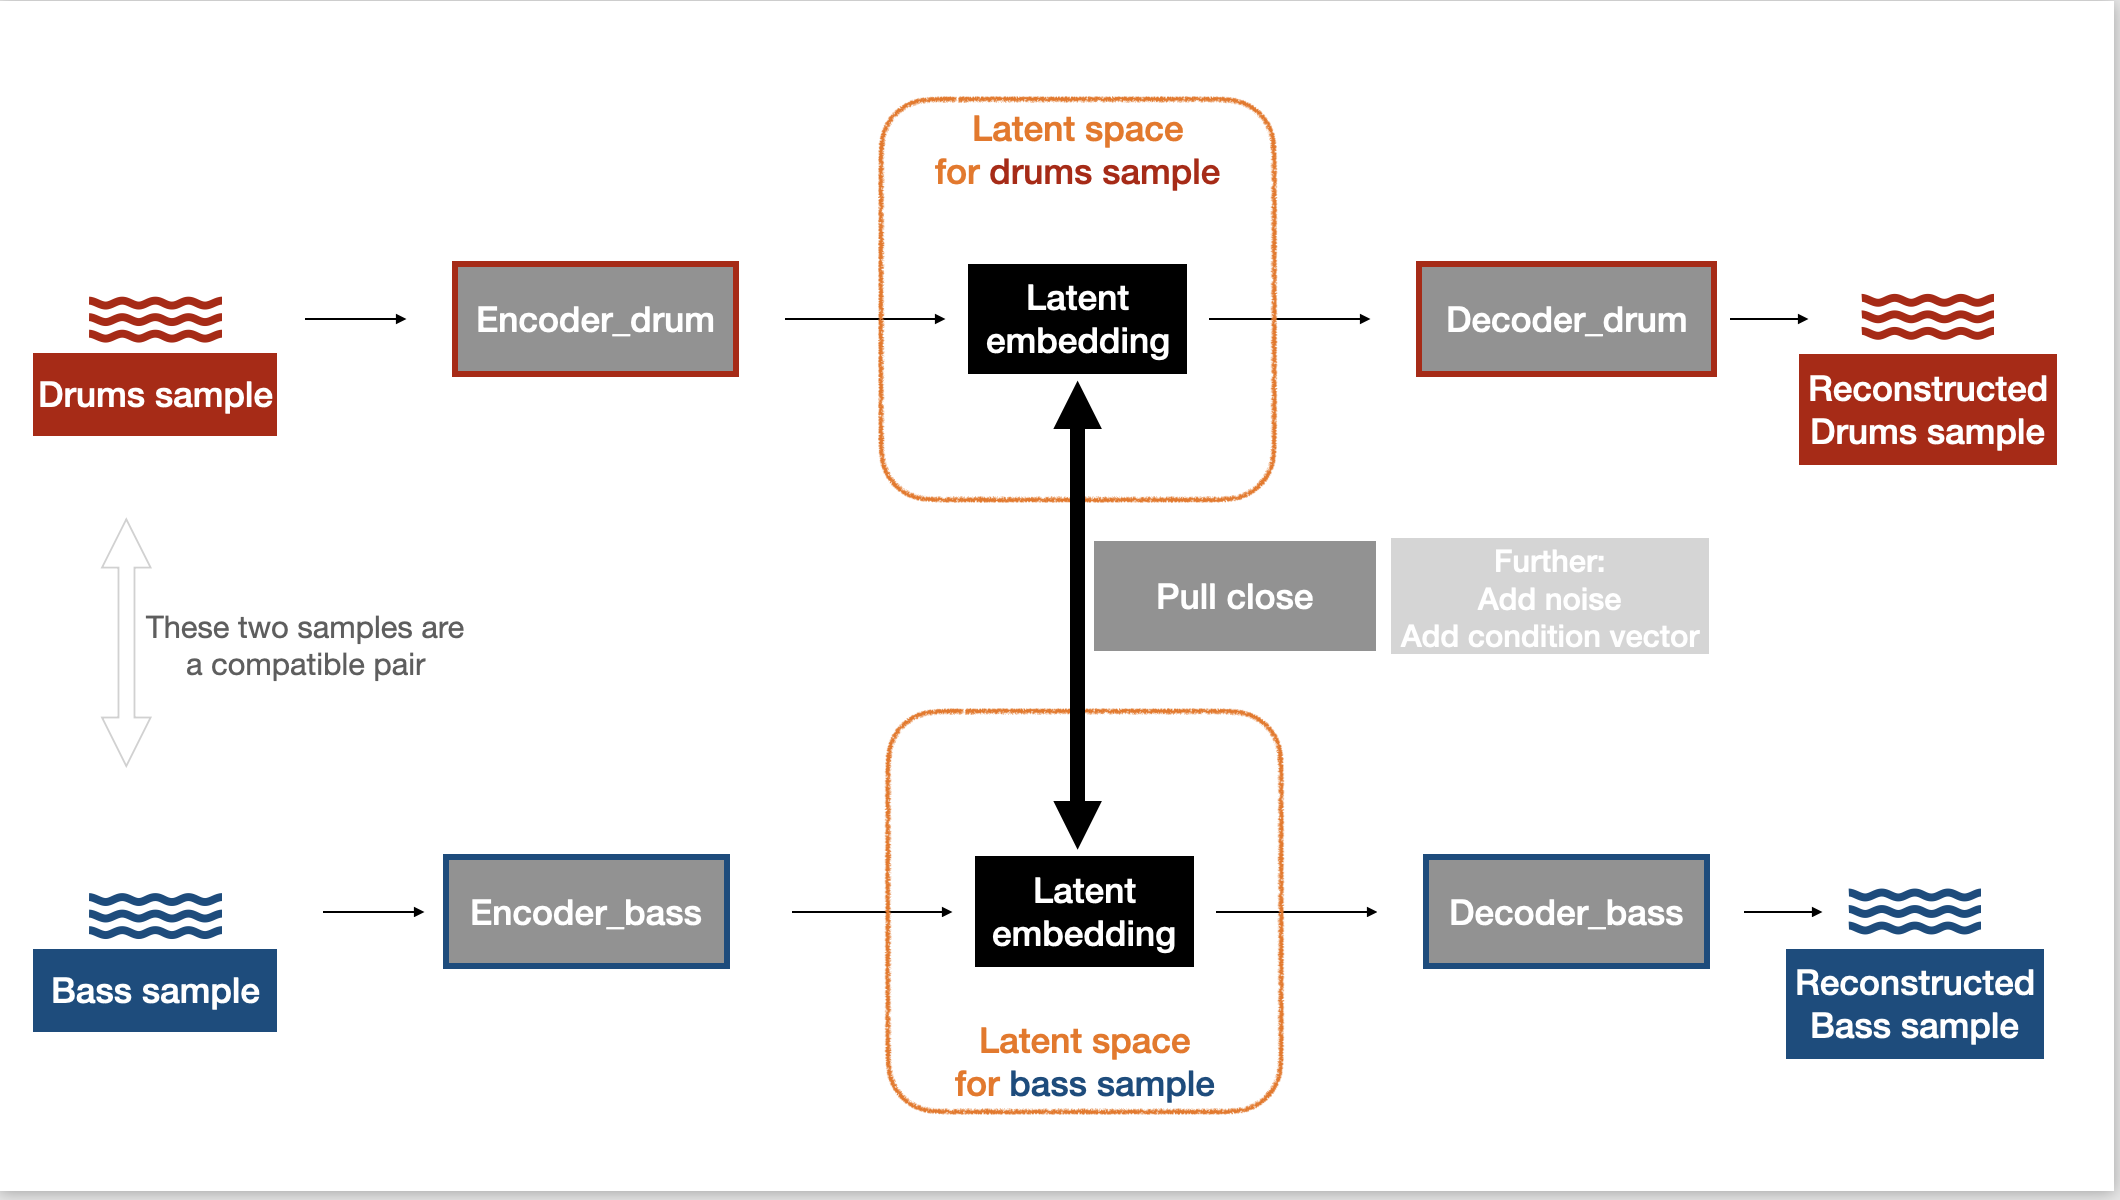 Latent space
for drums sample
Drums sample
Encoder_drum
Latent
embedding
Decoder_drum
Reconstructed
Drums sample
These two samples are
a compatible pair
Pull close
Further:
Add noise
Add condition vector
Bass sample
Encoder_bass
Latent
embedding
Decoder_bass
Reconstructed
Bass sample
Latent space
for bass sample